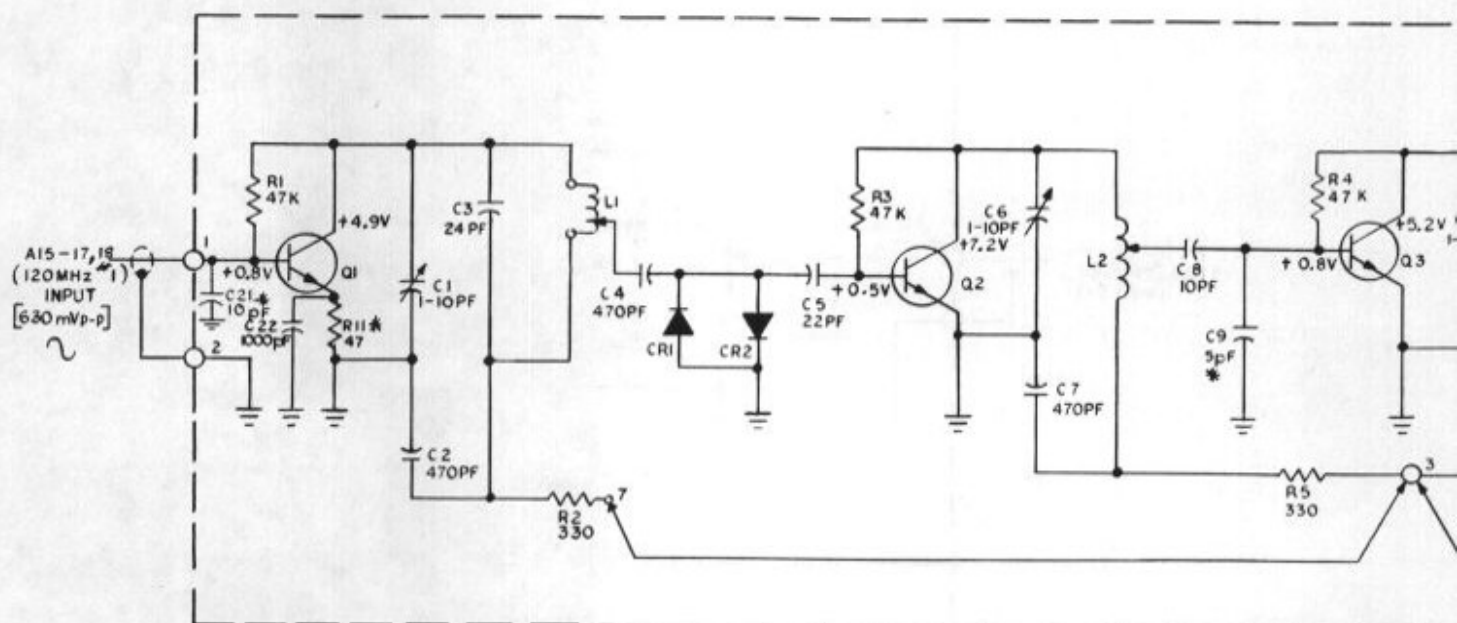 A15-17,18
(120MHz #1)
INPUT
[630 mVp-p]
1
2
R1
47K
+4.9V
+0.8V
Q1
C21*
10pF
C22
1000pF
R11*
47
C1
1-10PF
C3
24PF
L1
C2
470PF
R2
330
7
C4
470PF
CR1
CR2
C5
22PF
R3
47K
+0.5V
C6
1-10PF
+7.2V
Q2
L2
C7
470PF
C8
10PF
C9
5pF
*
R4
47K
+0.8V
+5.2V
Q3
R5
330
3